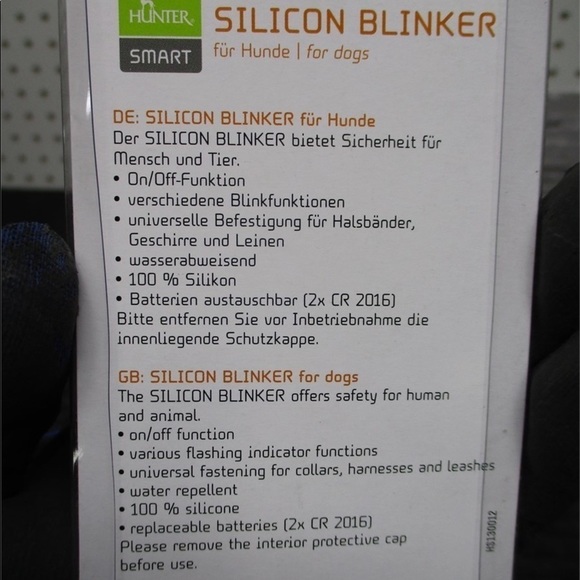 HUNTER
SMART
SILICON BLINKER
für Hunde | for dogs
DE: SILICON BLINKER für Hunde
Der SILICON BLINKER bietet Sicherheit für
Mensch und Tier.
• On/Off-Funktion
• verschiedene Blinkfunktionen
• universelle Befestigung für Halsbänder,
Geschirre und Leinen
• wasserabweisend
• 100 % Silikon
• Batterien austauschbar (2x CR 2016)
Bitte entfernen Sie vor Inbetriebnahme die
innenliegende Schutzkappe.
GB: SILICON BLINKER for dogs
The SILICON BLINKER offers safety for human
and animal.
• on/off function
• various flashing indicator functions
• universal fastening for collars, harnesses and leashes
• water repellent
• 100 % silicone
• replaceable batteries (2x CR 2016)
Please remove the interior protective cap
before use.
HS130012